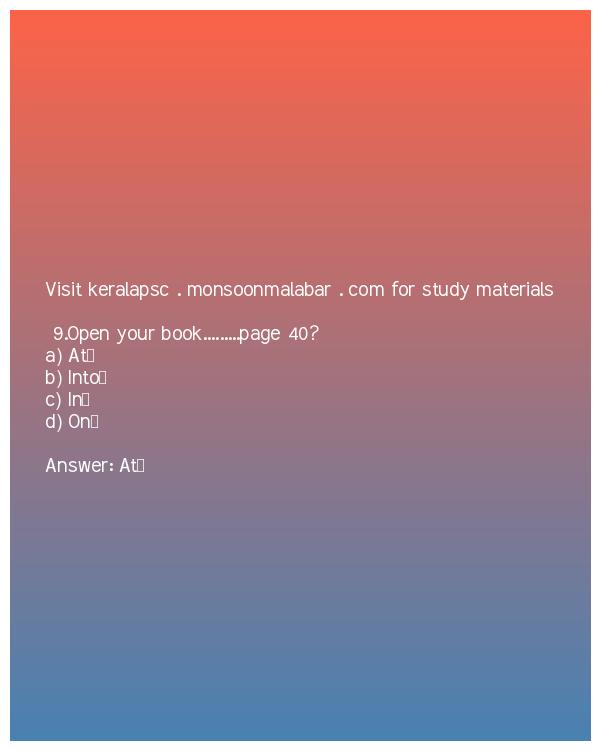 Visit keralapsc . monsoonmalabar . com for study materials
9.Open your book.........page 40?
a) At
b) Into
c) In
d) On
Answer: At